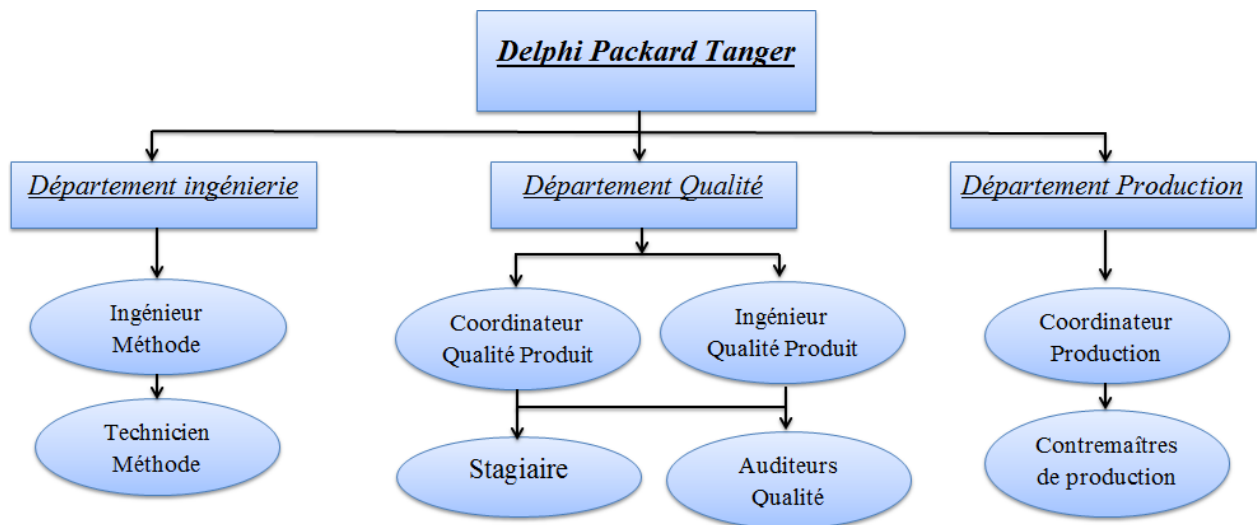 Delphi Packard Tanger
Département ingénierie
Département Qualité
Département Production
Ingénieur
Méthode
Coordinateur
Qualité Produit
Ingénieur
Qualité Produit
Coordinateur
Production
Technicien
Méthode
Stagiaire
Auditeurs
Qualité
Contremaîtres
de production